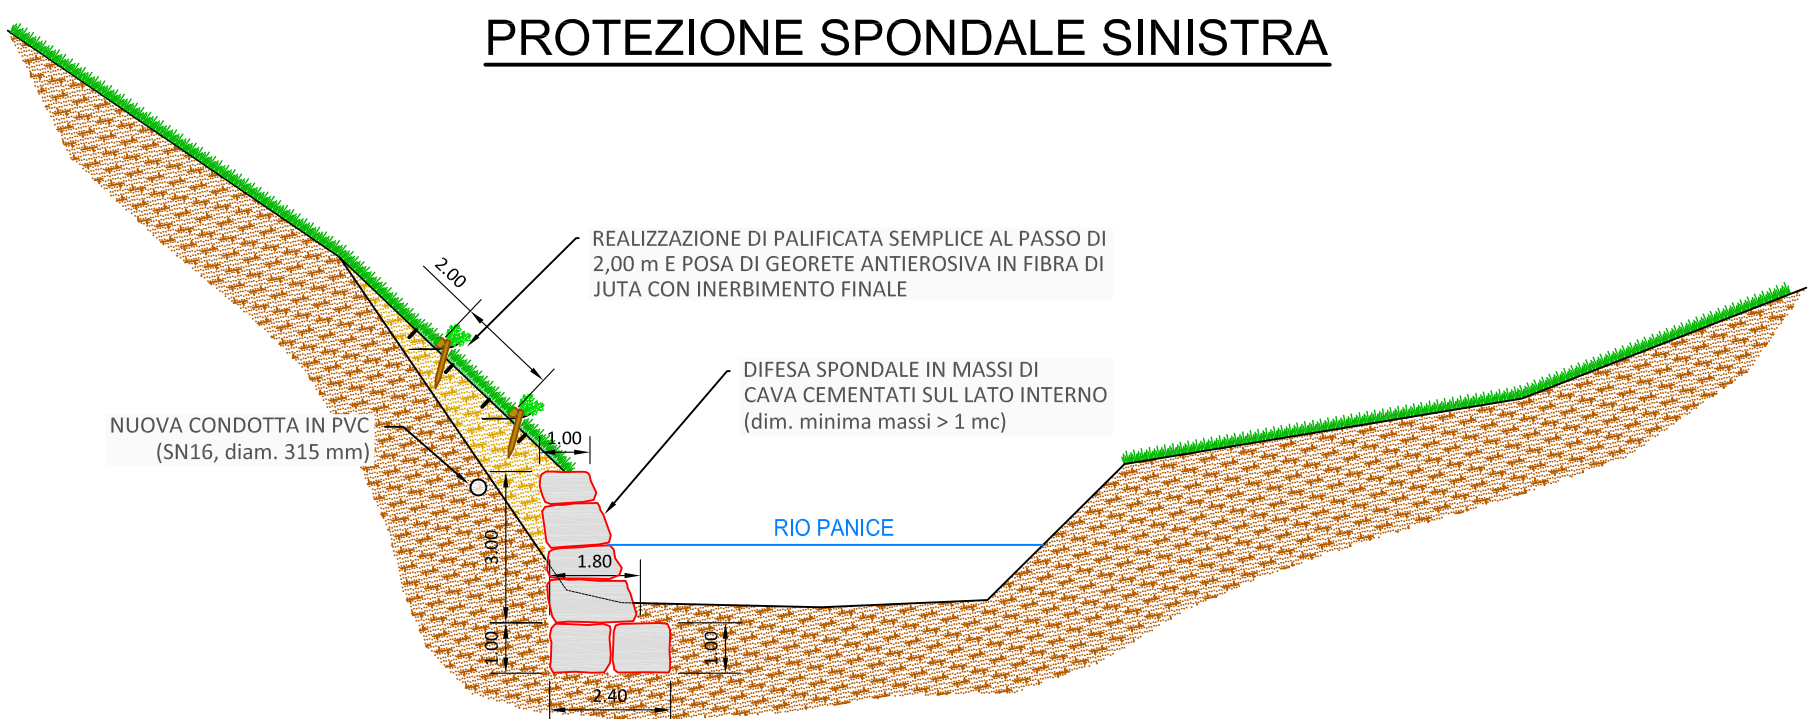 PROTEZIONE SPONDALE SINISTRA
REALIZZAZIONE DI PALIFICATA SEMPLICE AL PASSO DI
2,00 m E POSA DI GEORETE ANTIEROSIVA IN FIBRA DI
JUTA CON INERBIMENTO FINALE
2.00
DIFESA SPONDALE IN MASSI DI
CAVA CEMENTATI SUL LATO INTERNO
(dim. minima massi > 1 mc)
NUOVA CONDOTTA IN PVC
(SN16, diam. 315 mm)
1.00
RIO PANICE
3.00
1.80
1.00
1.00
2.40